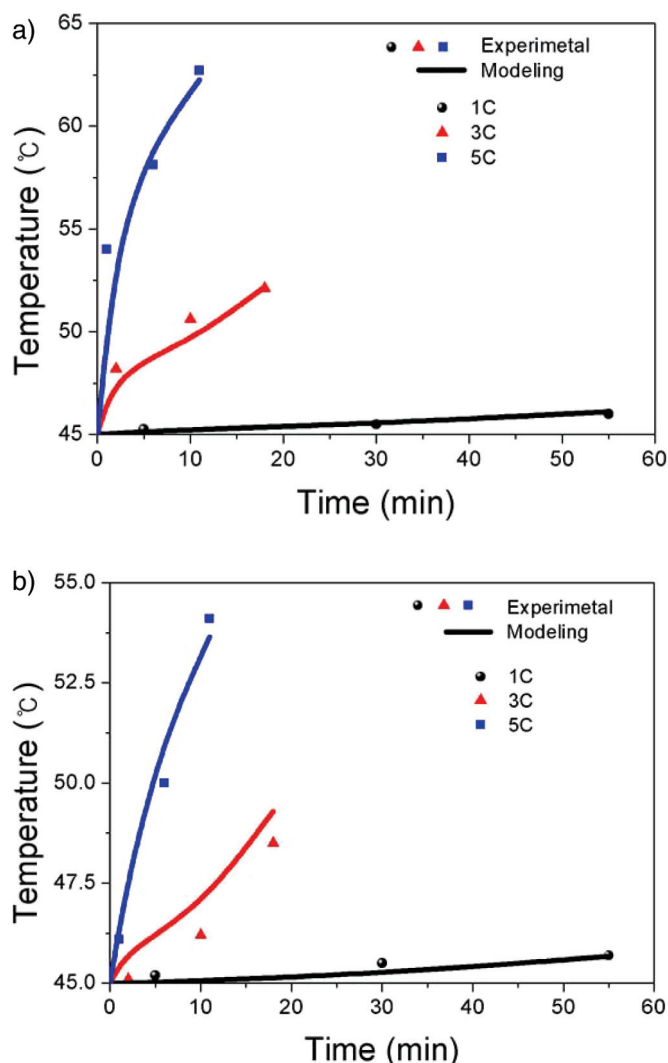 a)
65
60
55
50
45
Temperature (℃)
Experimetal
Modeling
1C
3C
5C
0 10 20 30 40 50 60
Time (min)
b)
55.0
52.5
50.0
47.5
45.0
Temperature (℃)
Experimetal
Modeling
1C
3C
5C
0 10 20 30 40 50 60
Time (min)